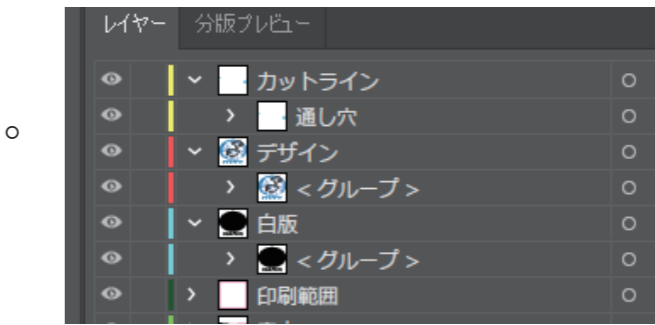 。
レイヤー 分版プレビュー
カットライン
通し穴
デザイン
<グループ>
白版
<グループ>
印刷範囲